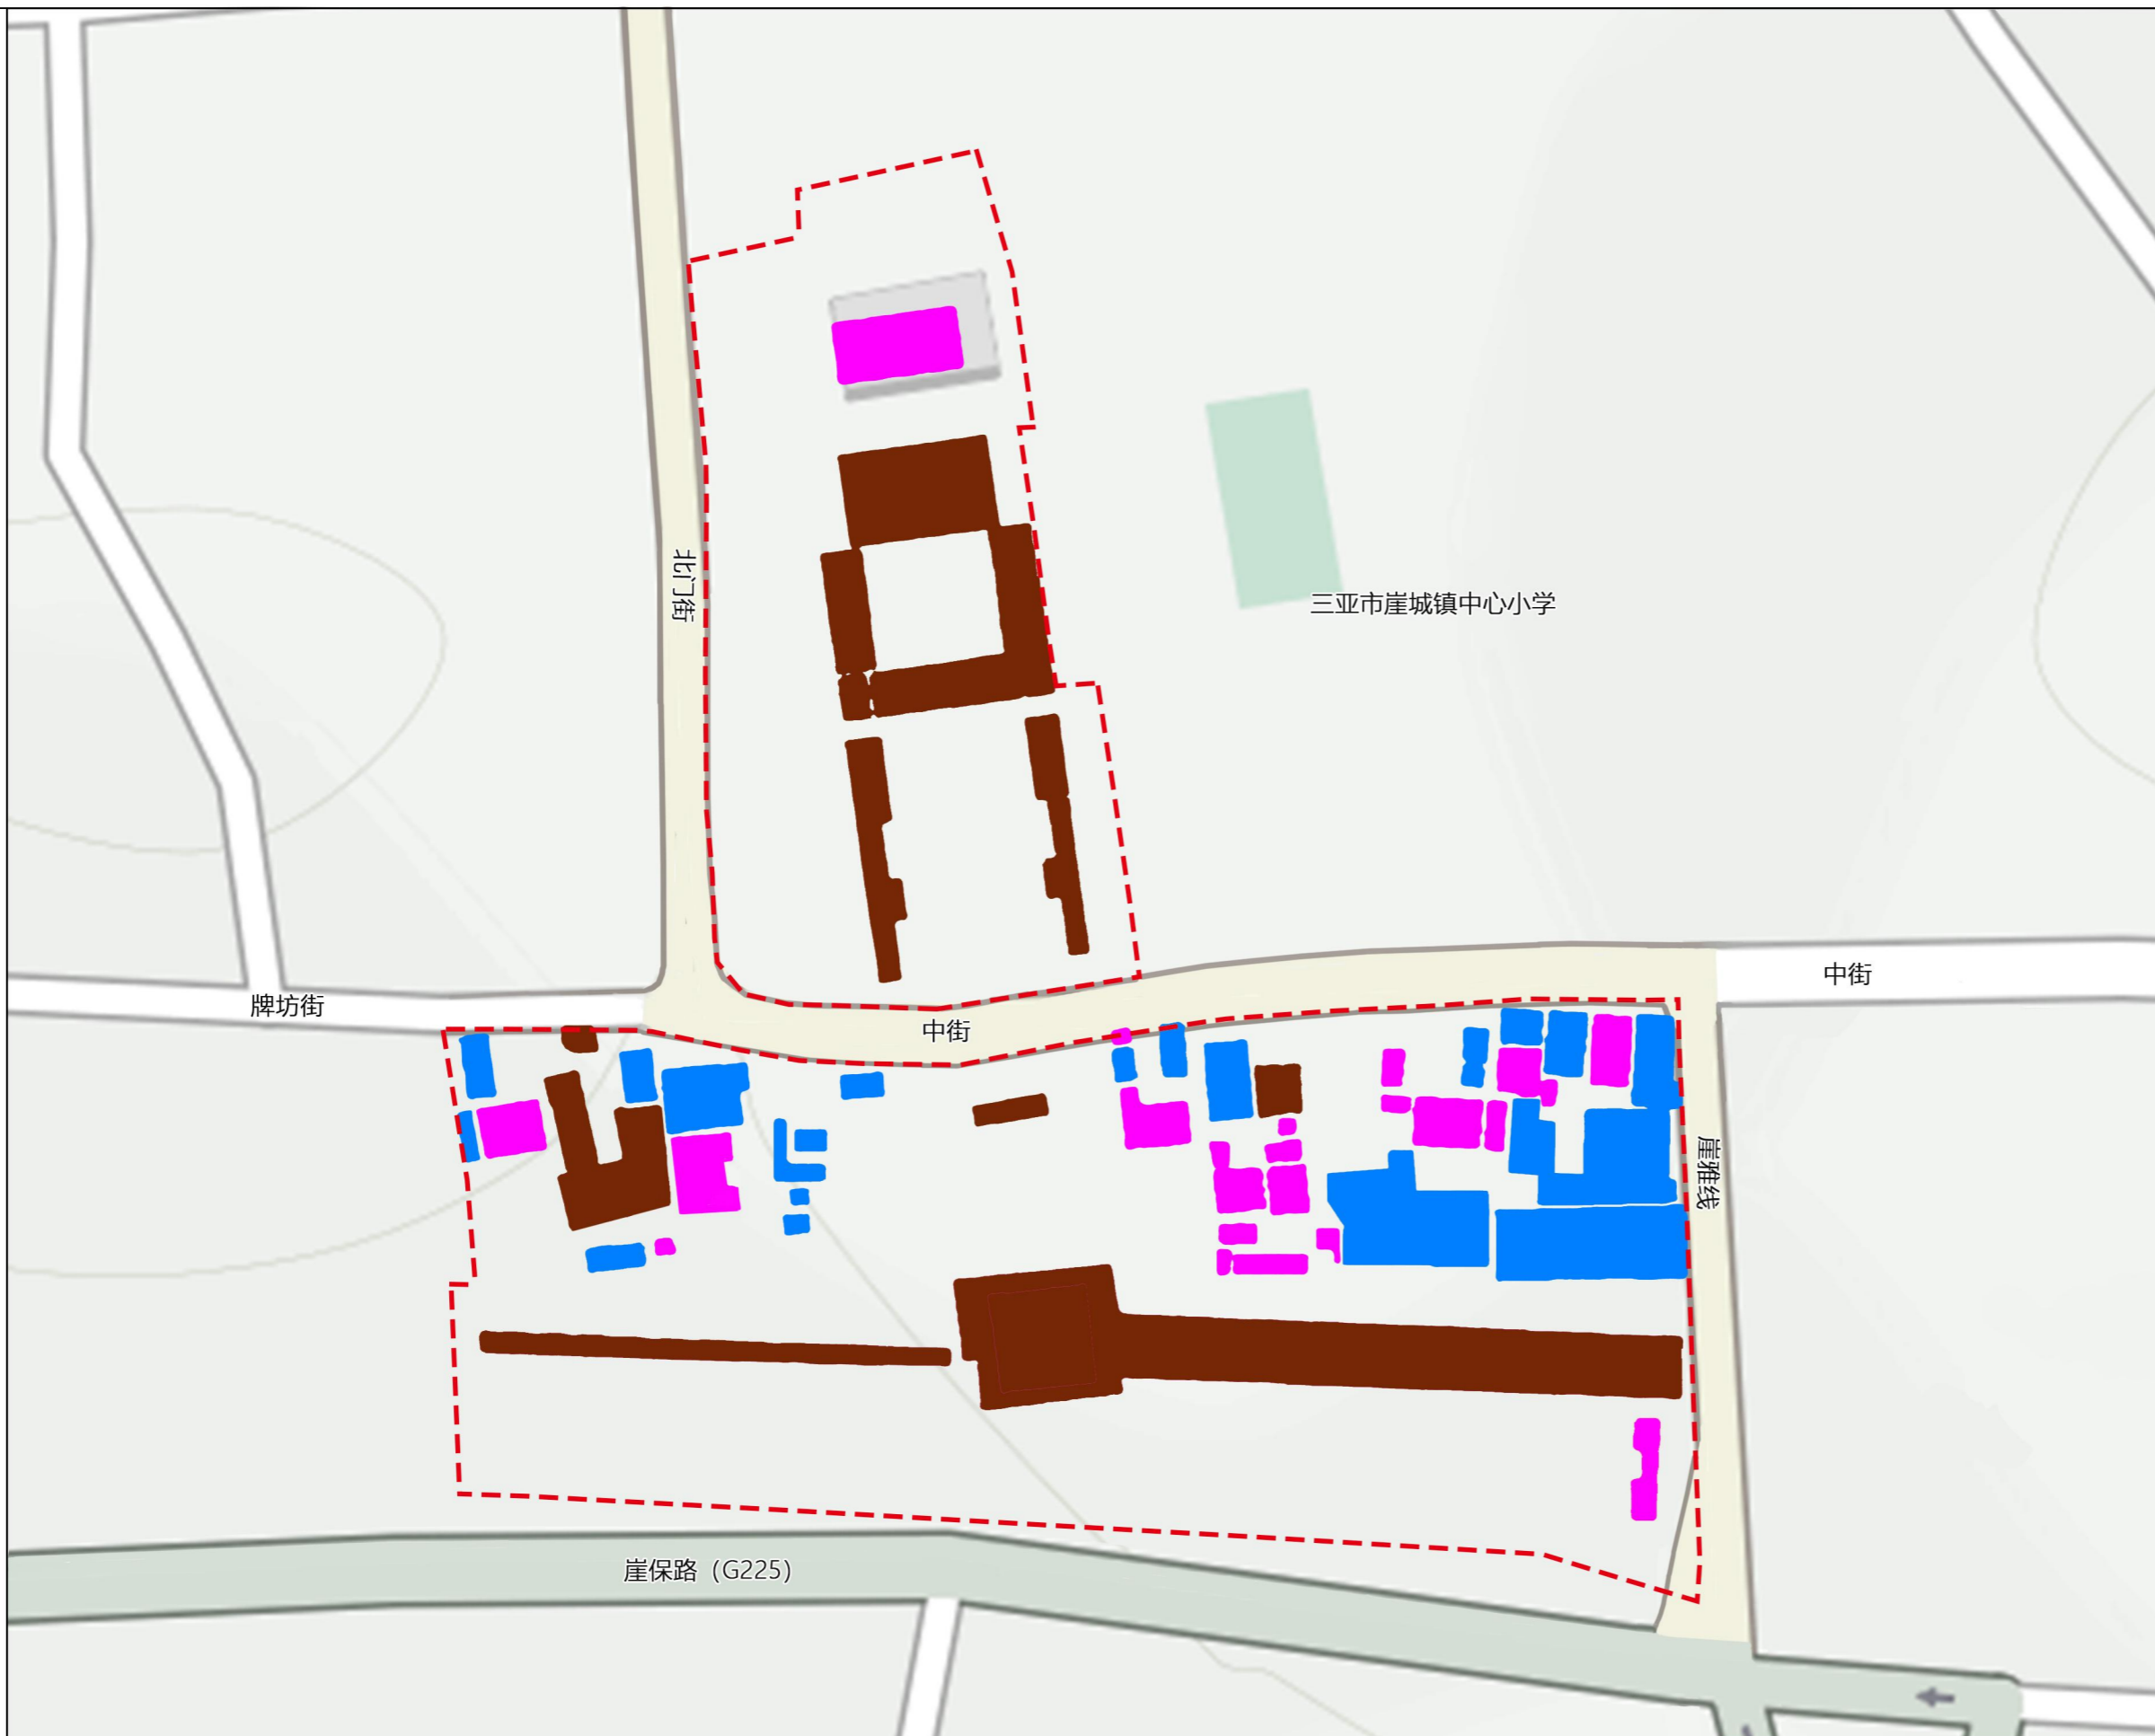 北门街
三亚市崖城镇中心小学
中街
牌坊街
中街
崖雅线
崖保路（G225）